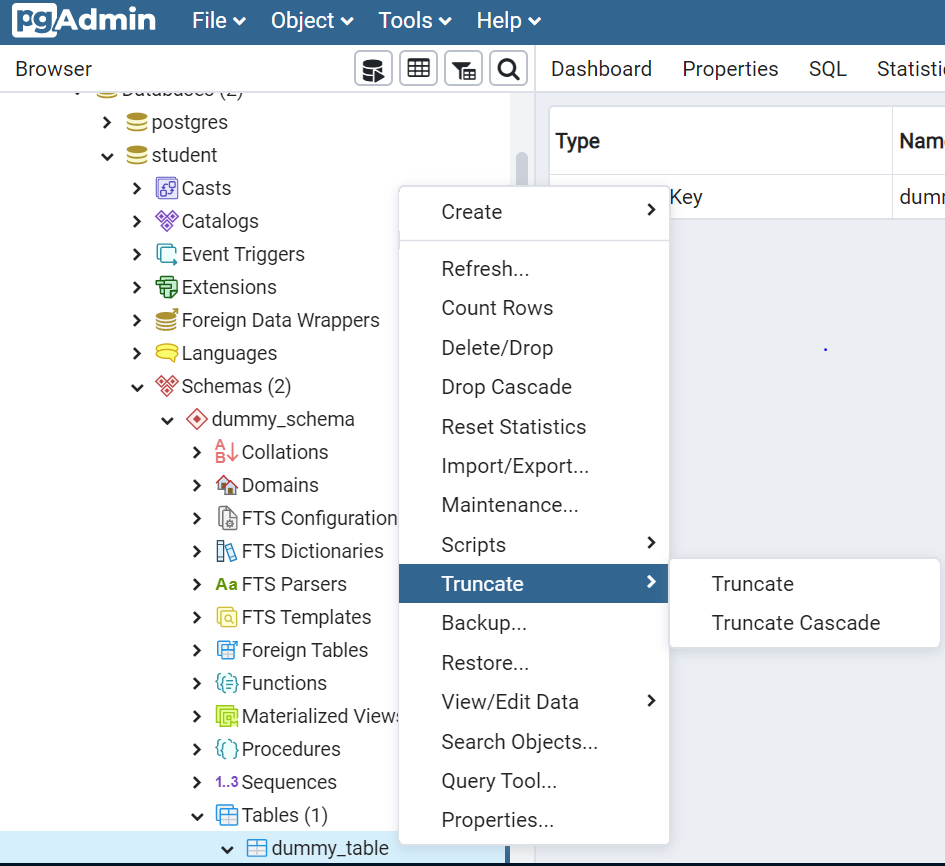 pgAdmin File Object Tools Help
Browser
Dashboard Properties SQL
Databases (2)
postgres
student
Casts
Catalogs
Event Triggers
Extensions
Foreign Data Wrappers
Languages
Schemas (2)
dummy_schema
Collations
Domains
FTS Configuration
FTS Dictionaries
Aa FTS Parsers
FTS Templates
Foreign Tables
Functions
Materialized Views
Procedures
1..3 Sequences
Tables (1)
dummy_table
Create
Refresh...
Count Rows
Delete/Drop
Drop Cascade
Reset Statistics
Import/Export...
Maintenance...
Scripts
Truncate
Backup...
Restore...
View/Edit Data
Search Objects...
Query Tool...
Properties...
Truncate
Truncate Cascade
Type
Key